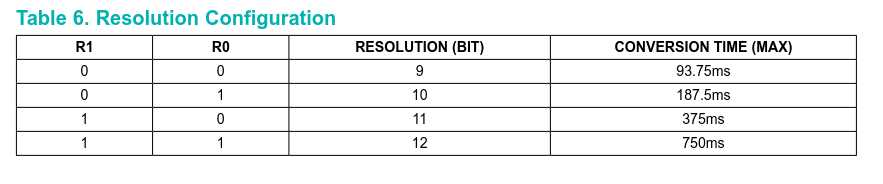 Table 6. Resolution Configuration
R1 R0 RESOLUTION (BIT) CONVERSION TIME (MAX)
0 0 9 93.75ms
0 1 10 187.5ms
1 0 11 375ms
1 1 12 750ms